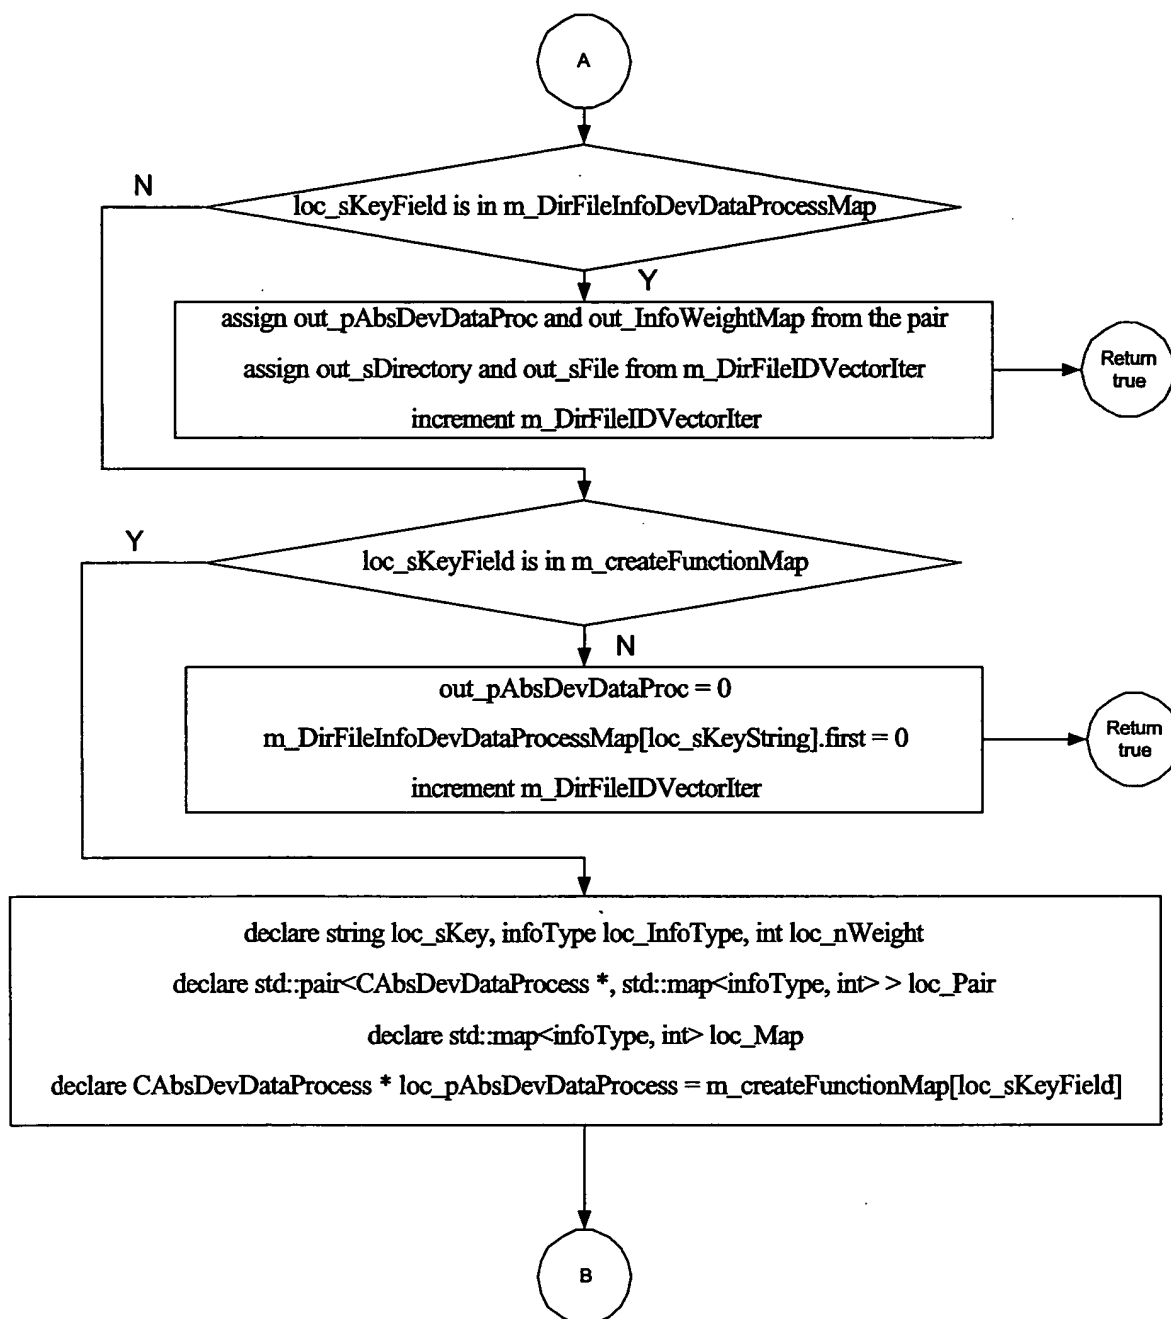 A
N
loc_sKeyField is in m_DirFileInfoDevDataProcessMap
Y
assign out_pAbsDevDataProc and out_InfoWeightMap from the pair
assign out_sDirectory and out_sFile from m_DirFileIDVectorIter
increment m_DirFileIDVectorIter
Return
true
Y
loc_sKeyField is in m_createFunctionMap
N
out_pAbsDevDataProc = 0
m_DirFileInfoDevDataProcessMap[loc_sKeyString].first = 0
increment m_DirFileIDVectorIter
Return
true
declare string loc_sKey, infoType loc_InfoType, int loc_nWeight
declare std::pair<CAbsDevDataProcess *, std::map<infoType, int> > loc_Pair
declare std::map<infoType, int> loc_Map
declare CAbsDevDataProcess * loc_pAbsDevDataProcess = m_createFunctionMap[loc_sKeyField]
B